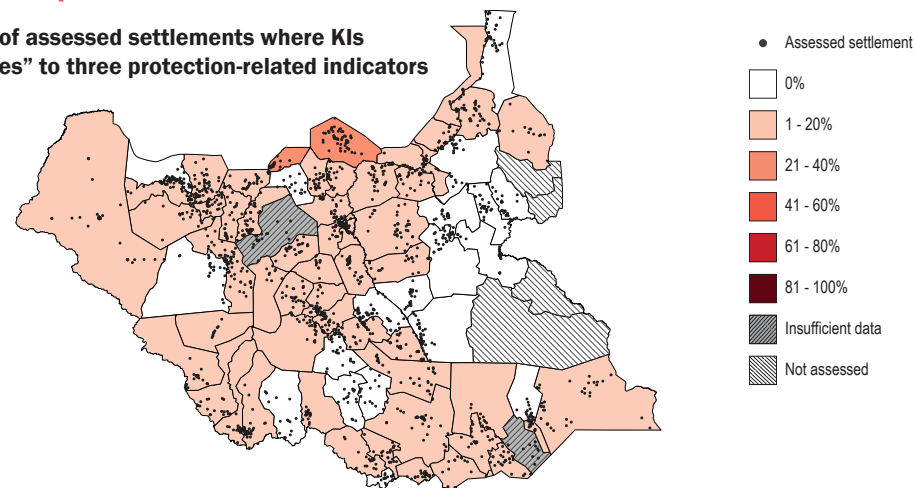 of assessed settlements where KIs
es” to three protection-related indicators
Assessed settlement
0%
1 - 20%
21 - 40%
41 - 60%
61 - 80%
81 - 100%
Insufficient data
Not assessed